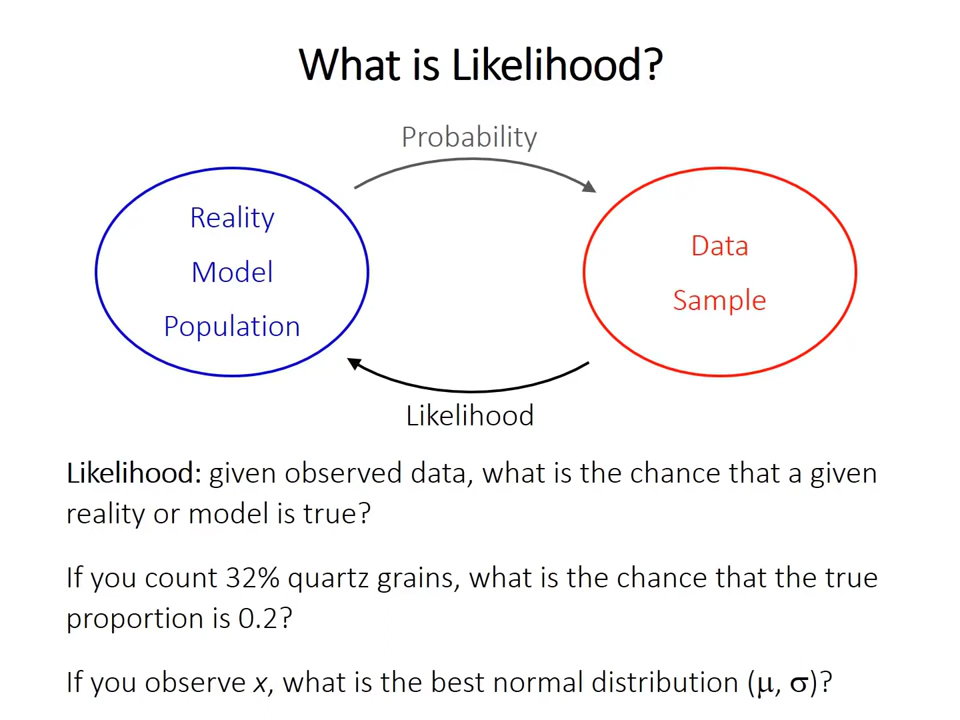 What is Likelihood?
Probability
Reality
Model
Population
Data
Sample
Likelihood
Likelihood: given observed data, what is the chance that a given
reality or model is true?
If you count 32% quartz grains, what is the chance that the true
proportion is 0.2?
If you observe x, what is the best normal distribution (μ, σ)?